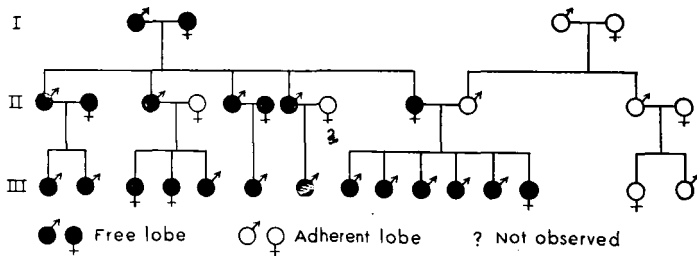 I
II
?
III
♂ ♀ Free lobe ♂ ♀ Adherent lobe ? Not observed